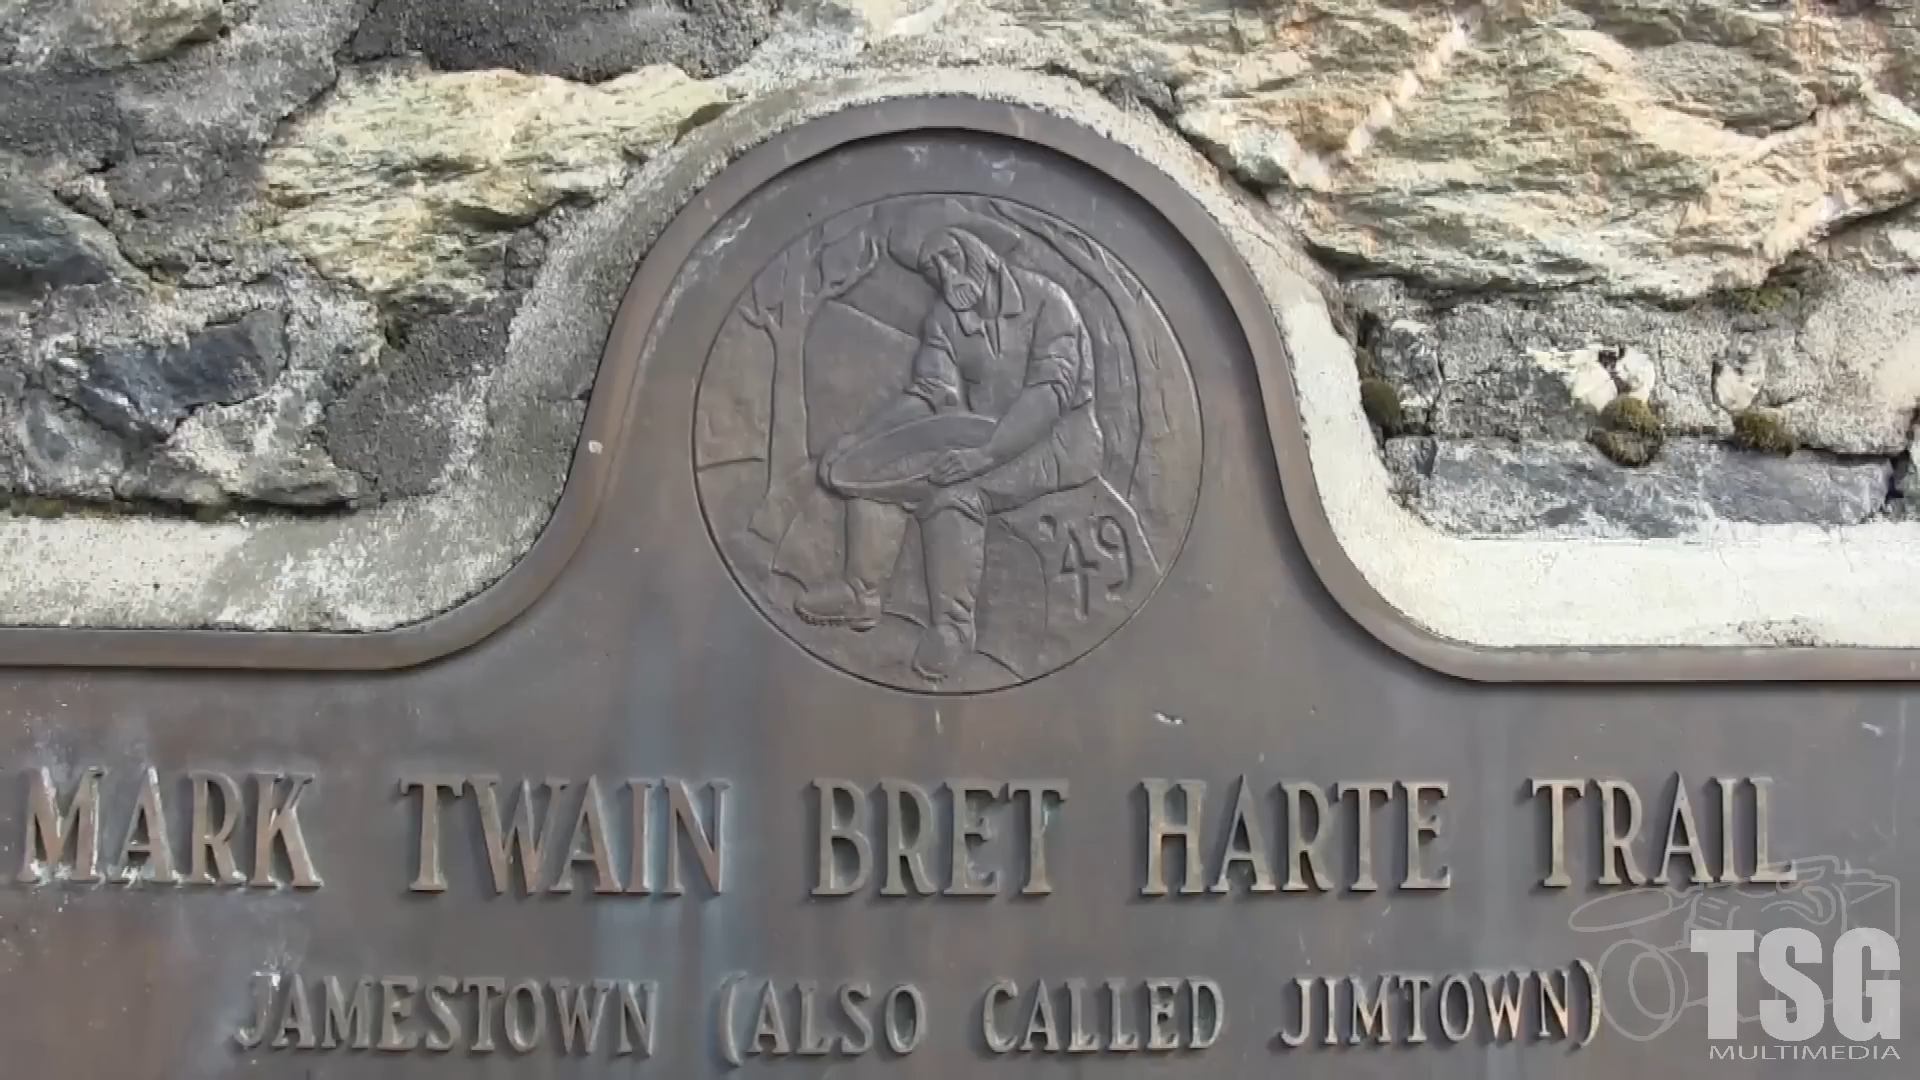 '49
MARK TWAIN BRET HARTE TRAIL
JAMESTOWN (ALSO CALLED JIMTOWN)
TSG
MULTIMEDIA